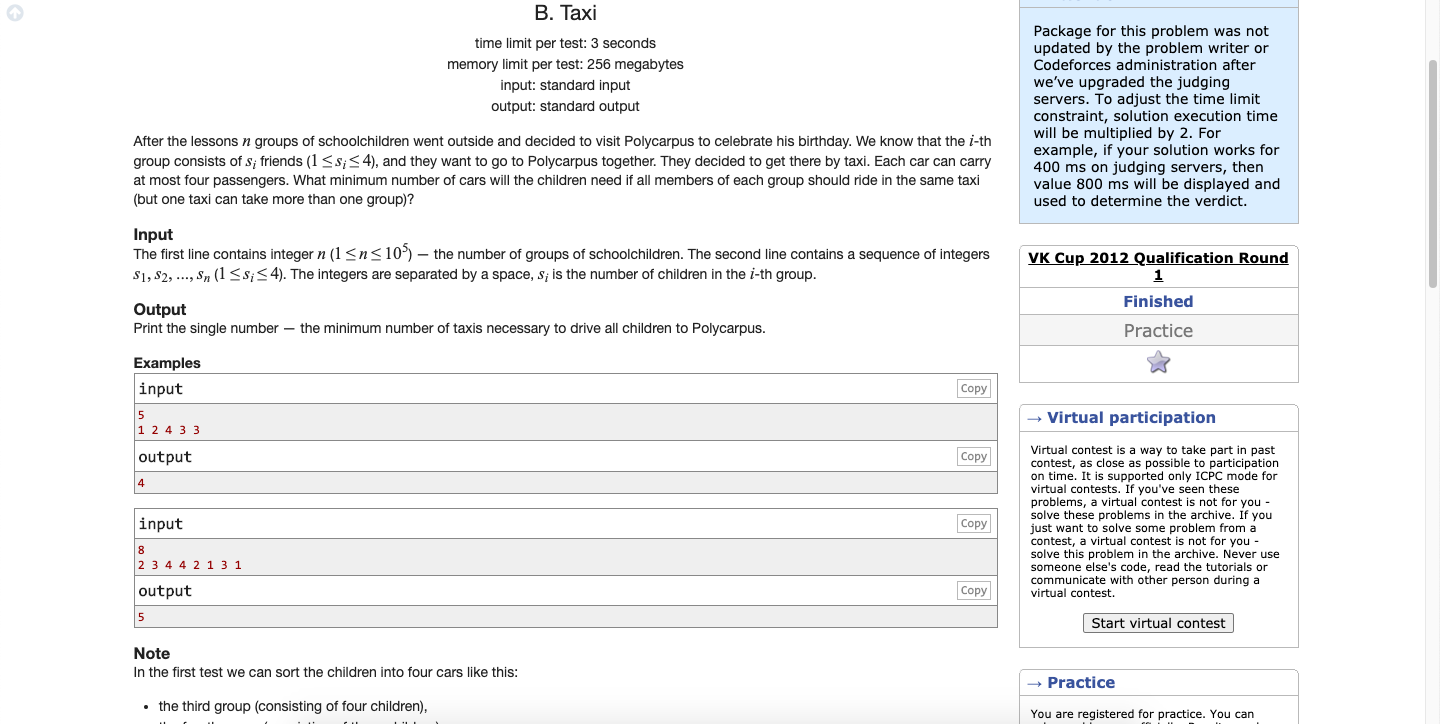 B. Taxi
time limit per test: 3 seconds
memory limit per test: 256 megabytes
input: standard input
output: standard output
After the lessons n groups of schoolchildren went outside and decided to visit Polycarpus to celebrate his birthday. We know that the i-th
group consists of si friends (1 ≤ si ≤ 4), and they want to go to Polycarpus together. They decided to get there by taxi. Each car can carry
at most four passengers. What minimum number of cars will the children need if all members of each group should ride in the same taxi
(but one taxi can take more than one group)?
Input
The first line contains integer n (1 ≤ n ≤ 10^5) — the number of groups of schoolchildren. The second line contains a sequence of integers
s1, s2, ..., sn (1 ≤ si ≤ 4). The integers are separated by a space, si is the number of children in the i-th group.
Output
Print the single number — the minimum number of taxis necessary to drive all children to Polycarpus.
Examples
input
Copy
5
1 2 4 3 3
output
Copy
4
input
Copy
8
2 3 4 4 2 1 3 1
output
Copy
5
Note
In the first test we can sort the children into four cars like this:
• the third group (consisting of four children),
Package for this problem was not
updated by the problem writer or
Codeforces administration after
we've upgraded the judging
servers. To adjust the time limit
constraint, solution execution time
will be multiplied by 2. For
example, if your solution works for
400 ms on judging servers, then
value 800 ms will be displayed and
used to determine the verdict.
VK Cup 2012 Qualification Round
1
Finished
Practice
→ Virtual participation
Virtual contest is a way to take part in past
contest, as close as possible to participation
on time. It is supported only ICPC mode for
virtual contests. If you've seen these
problems, a virtual contest is not for you -
solve these problems in the archive. If you
just want to solve some problem from a
contest, a virtual contest is not for you -
solve this problem in the archive. Never use
someone else's code, read the tutorials or
communicate with other person during a
virtual contest.
Start virtual contest
→ Practice
You are registered for practice. You can